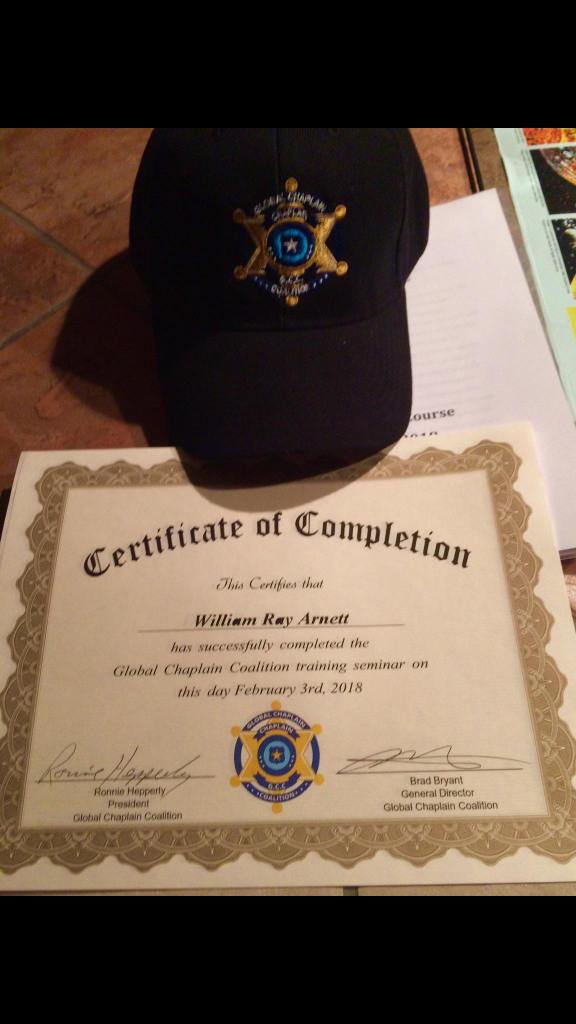 GLOBAL CHAPLAIN
CHAPLAIN
G.C.C.
COALITION
ourse
Certificate of Completion
This Certifies that
William Ray Arnett
has successfully completed the
Global Chaplain Coalition training seminar on
this day February 3rd, 2018
GLOBAL CHAPLAIN
CHAPLAIN
G.C.C
COALITION
Ronnie Hepperly
Ronnie Hepperly
President
Global Chaplain Coalition
Brad Bryant
General Director
Global Chaplain Coalition